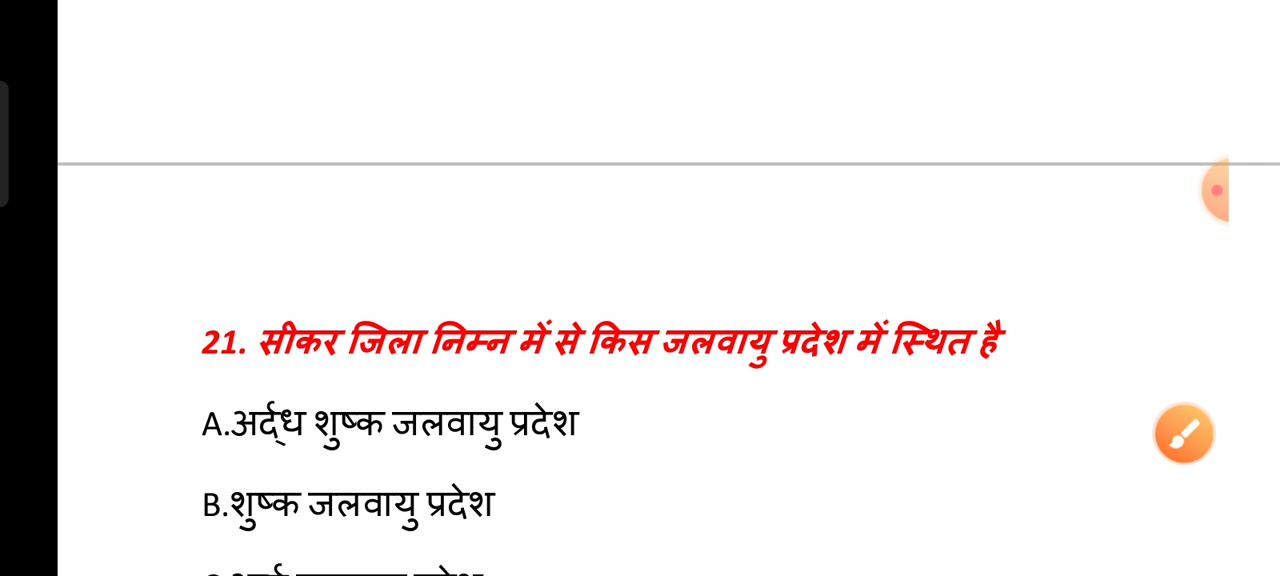 21. सीकर जिला निम्न में से किस जलवायु प्रदेश में स्थित है
A.अर्द्ध शुष्क जलवायु प्रदेश
B.शुष्क जलवायु प्रदेश